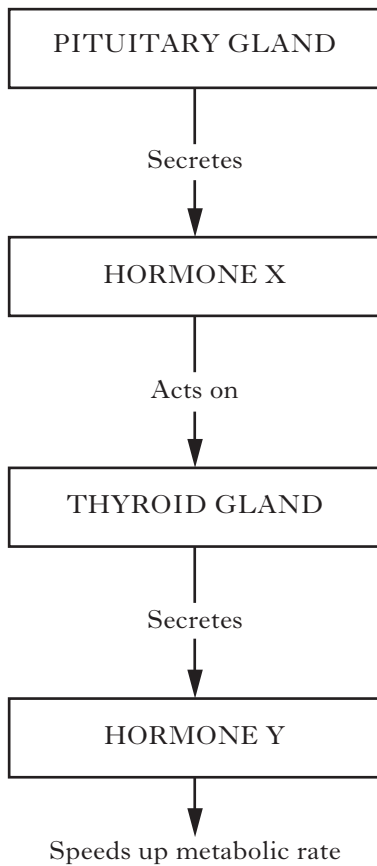 PITUITARY GLAND
Secretes
HORMONE X
Acts on
THYROID GLAND
Secretes
HORMONE Y
Speeds up metabolic rate